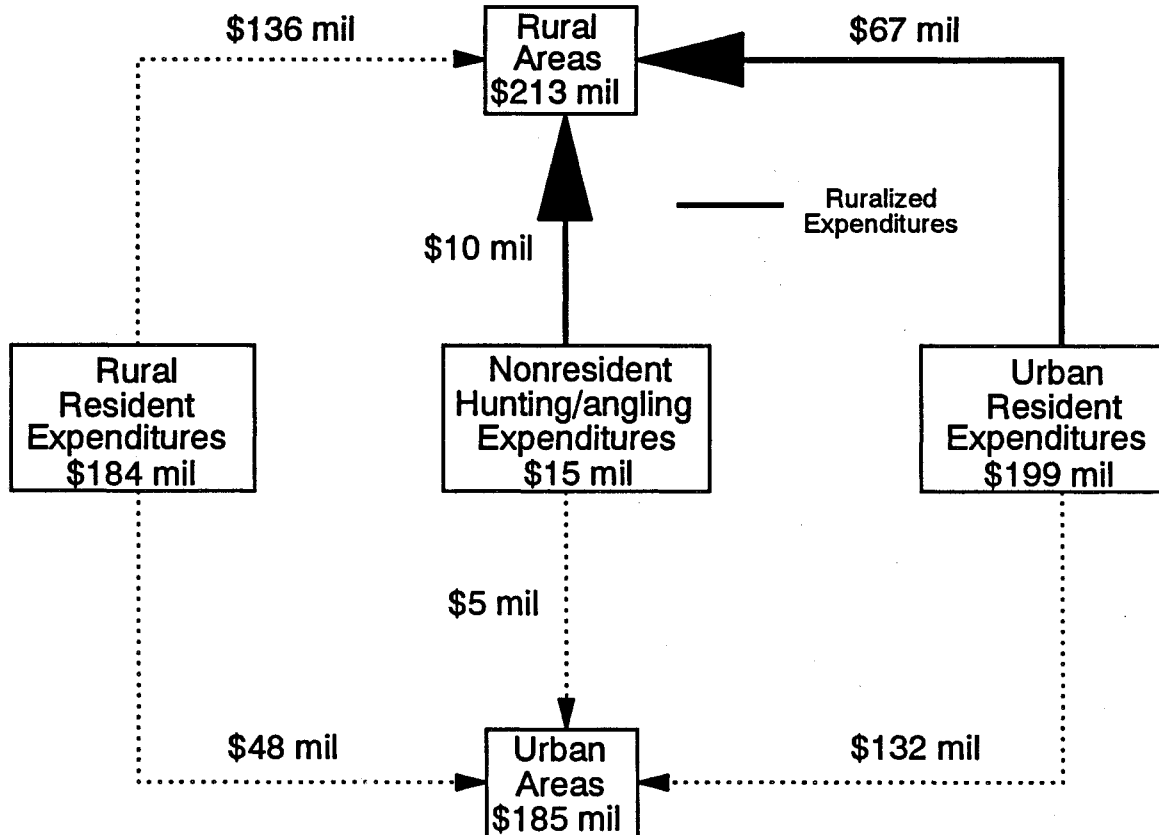 $136 mil
Rural
Areas
$213 mil
$67 mil
Ruralized
Expenditures
$10 mil
Rural
Resident
Expenditures
$184 mil
Nonresident
Hunting/angling
Expenditures
$15 mil
Urban
Resident
Expenditures
$199 mil
$5 mil
$48 mil
Urban
Areas
$185 mil
$132 mil